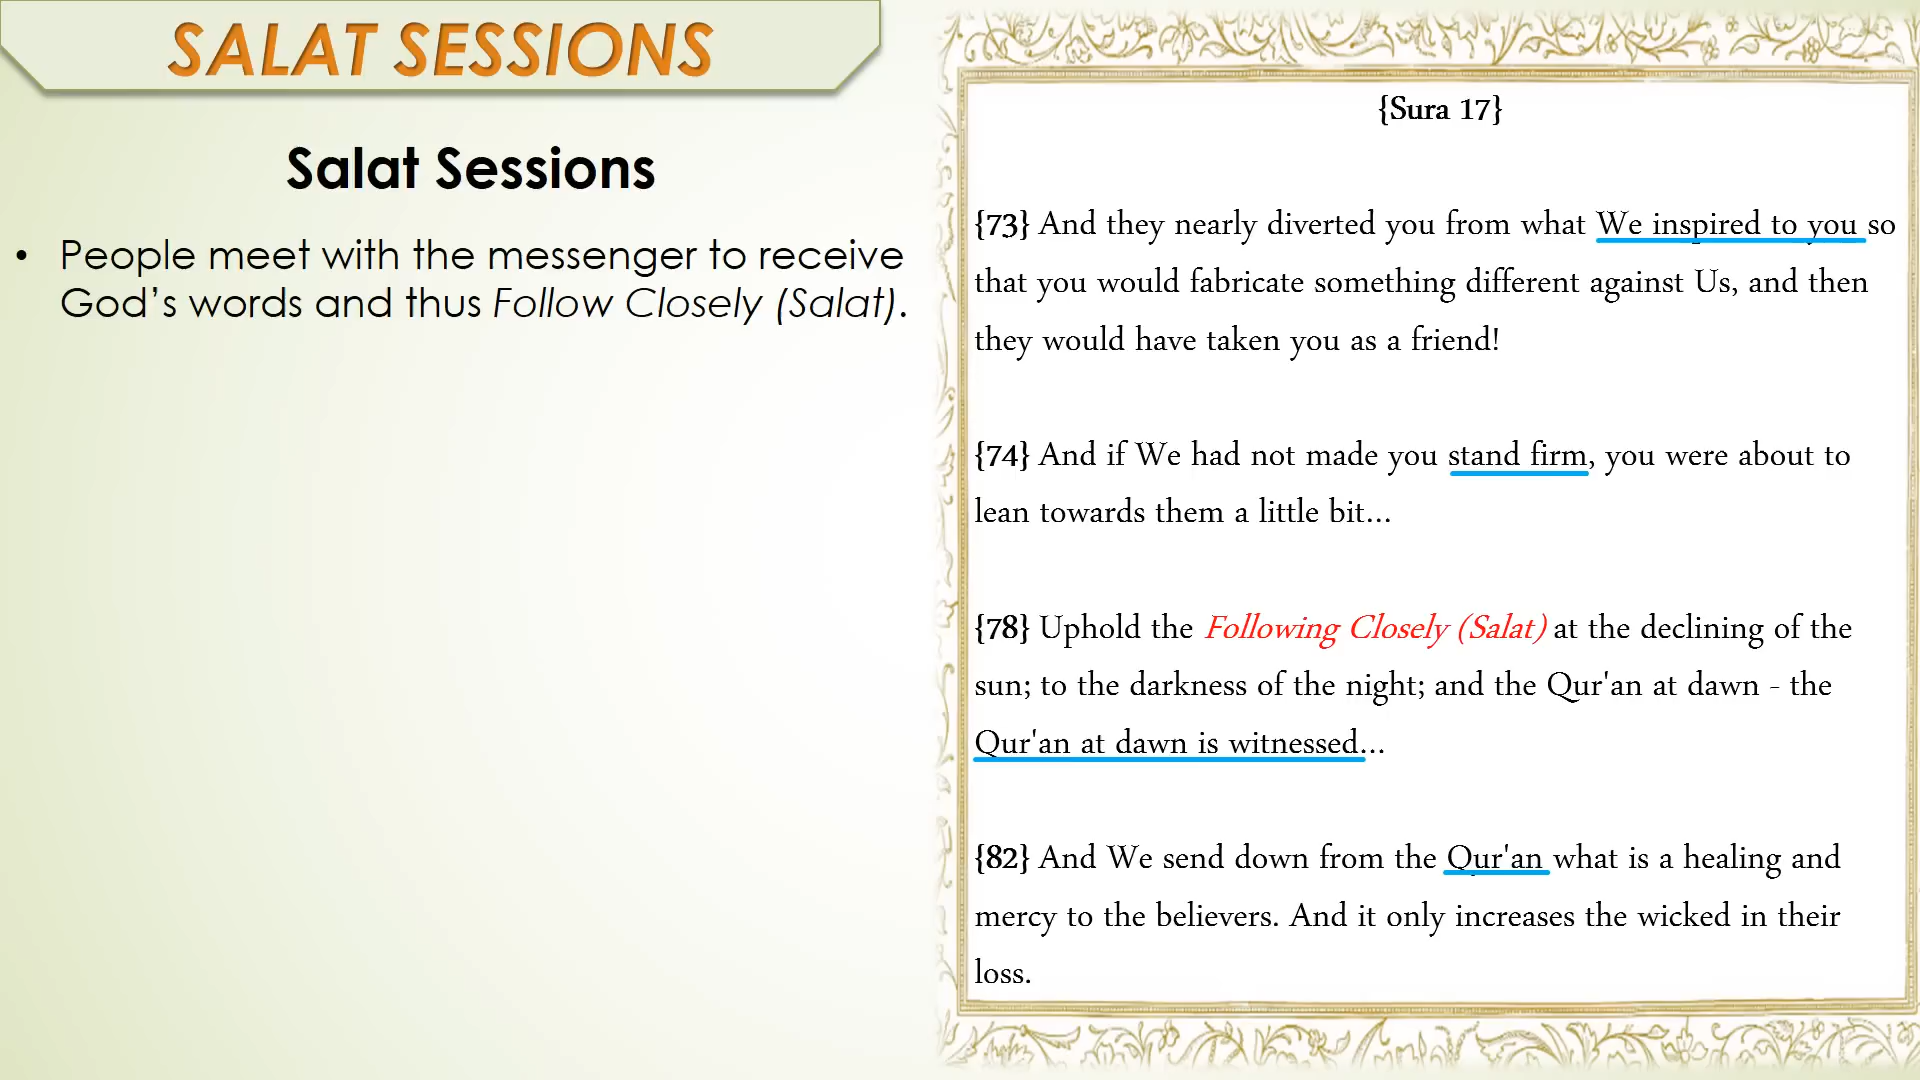 SALAT SESSIONS
Salat Sessions
• People meet with the messenger to receive
God’s words and thus Follow Closely (Salat).
{Sura 17}
{73} And they nearly diverted you from what We inspired to you so
that you would fabricate something different against Us, and then
they would have taken you as a friend!
{74} And if We had not made you stand firm, you were about to
lean towards them a little bit...
{78} Uphold the Following Closely (Salat) at the declining of the
sun; to the darkness of the night; and the Qur'an at dawn - the
Qur'an at dawn is witnessed...
{82} And We send down from the Qur'an what is a healing and
mercy to the believers. And it only increases the wicked in their
loss.